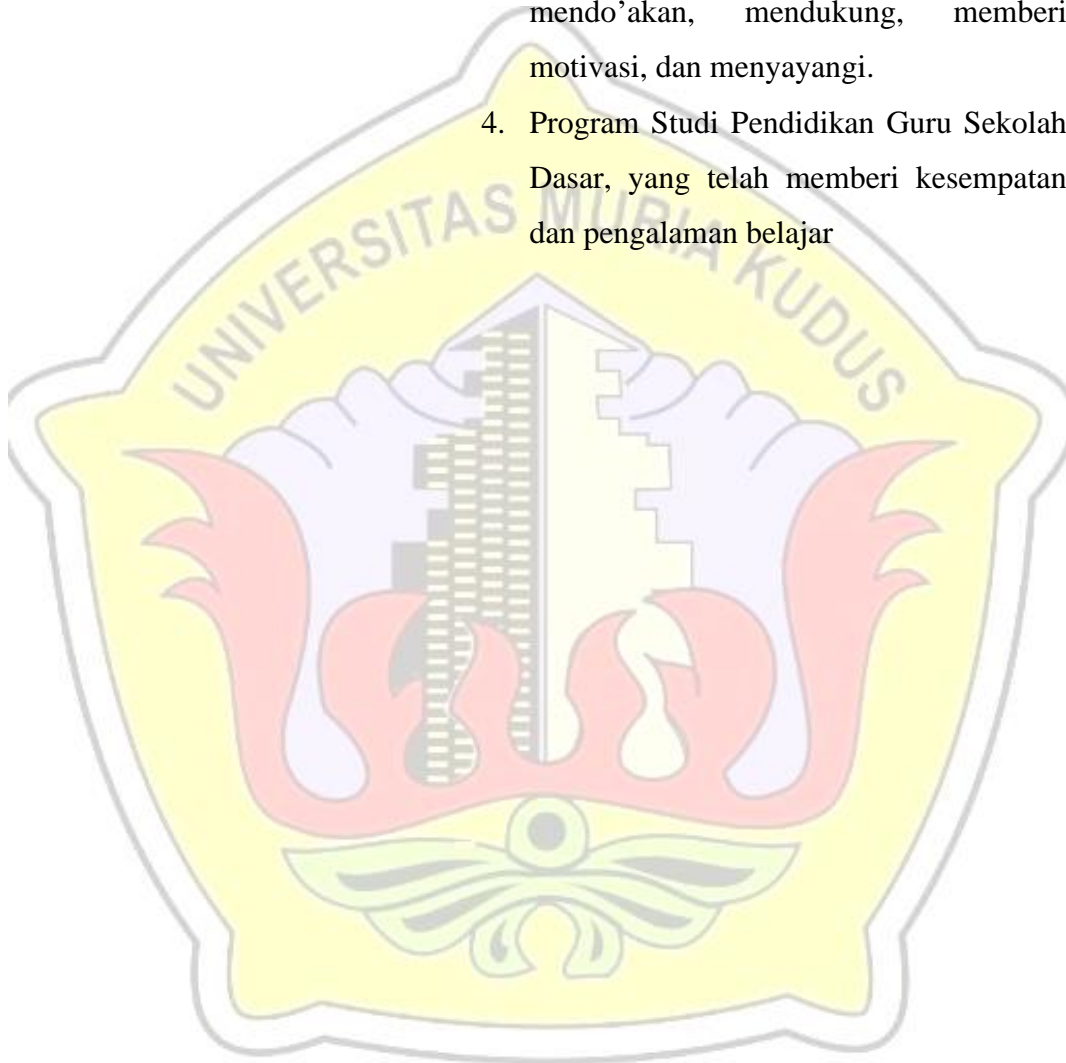 mendo’akan, mendukung, memberi
motivasi, dan menyayangi.
4. Program Studi Pendidikan Guru Sekolah
Dasar, yang telah memberi kesempatan
dan pengalaman belajar
UNIVERSITAS MURIA KUDUS